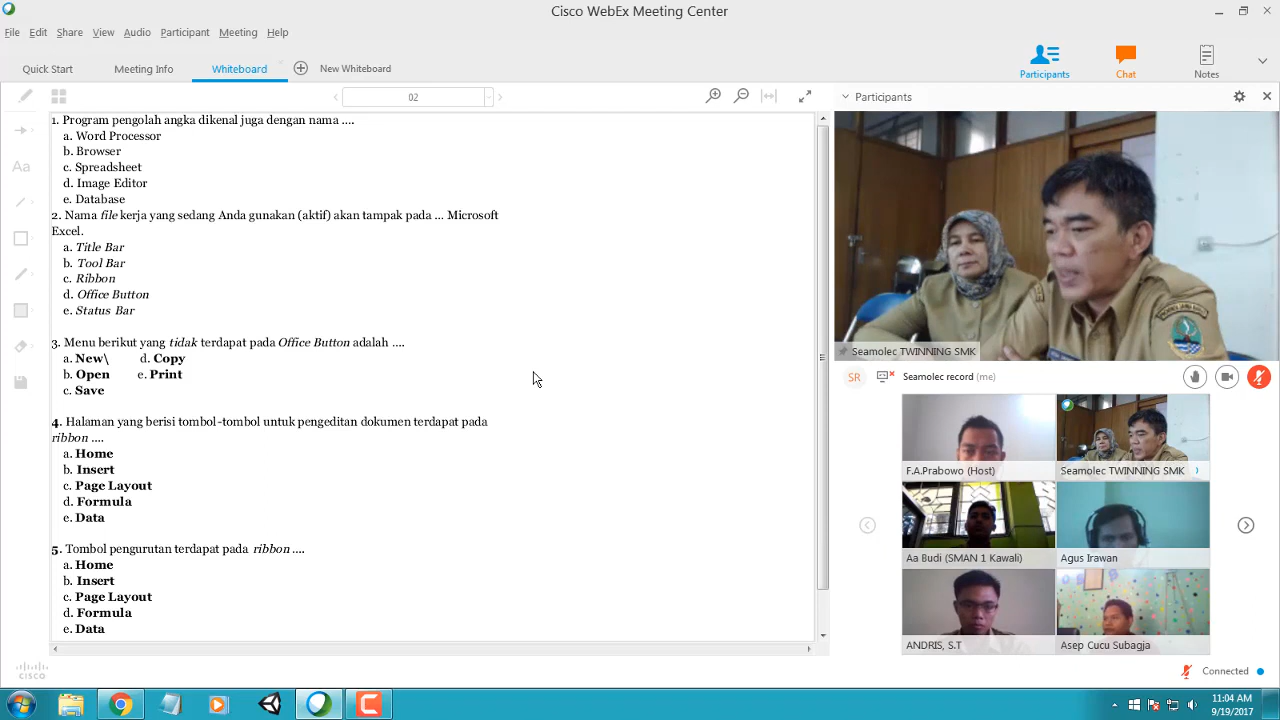 Cisco WebEx Meeting Center
File Edit Share View Audio Participant Meeting Help
Quick Start Meeting Info Whiteboard New Whiteboard
Participants Chat Notes
02
1. Program pengolah angka dikenal juga dengan nama ....
a. Word Processor
b. Browser
c. Spreadsheet
d. Image Editor
e. Database
2. Nama file kerja yang sedang Anda gunakan (aktif) akan tampak pada ... Microsoft
Excel.
a. Title Bar
b. Tool Bar
c. Ribbon
d. Office Button
e. Status Bar
3. Menu berikut yang tidak terdapat pada Office Button adalah ....
a. New\ d. Copy
b. Open e. Print
c. Save
4. Halaman yang berisi tombol-tombol untuk pengeditan dokumen terdapat pada
ribbon ....
a. Home
b. Insert
c. Page Layout
d. Formula
e. Data
5. Tombol pengurutan terdapat pada ribbon ....
a. Home
b. Insert
c. Page Layout
d. Formula
e. Data
Aa
cisco
Participants
Seamolec TWINNING SMK
SR Seamolec record (me)
F.A.Prabowo (Host)
Seamolec TWINNING SMK
Aa Budi (SMAN 1 Kawali)
Agus Irawan
ANDRIS, S.T
Asep Cucu Subagja
Connected
11:04 AM
9/19/2017